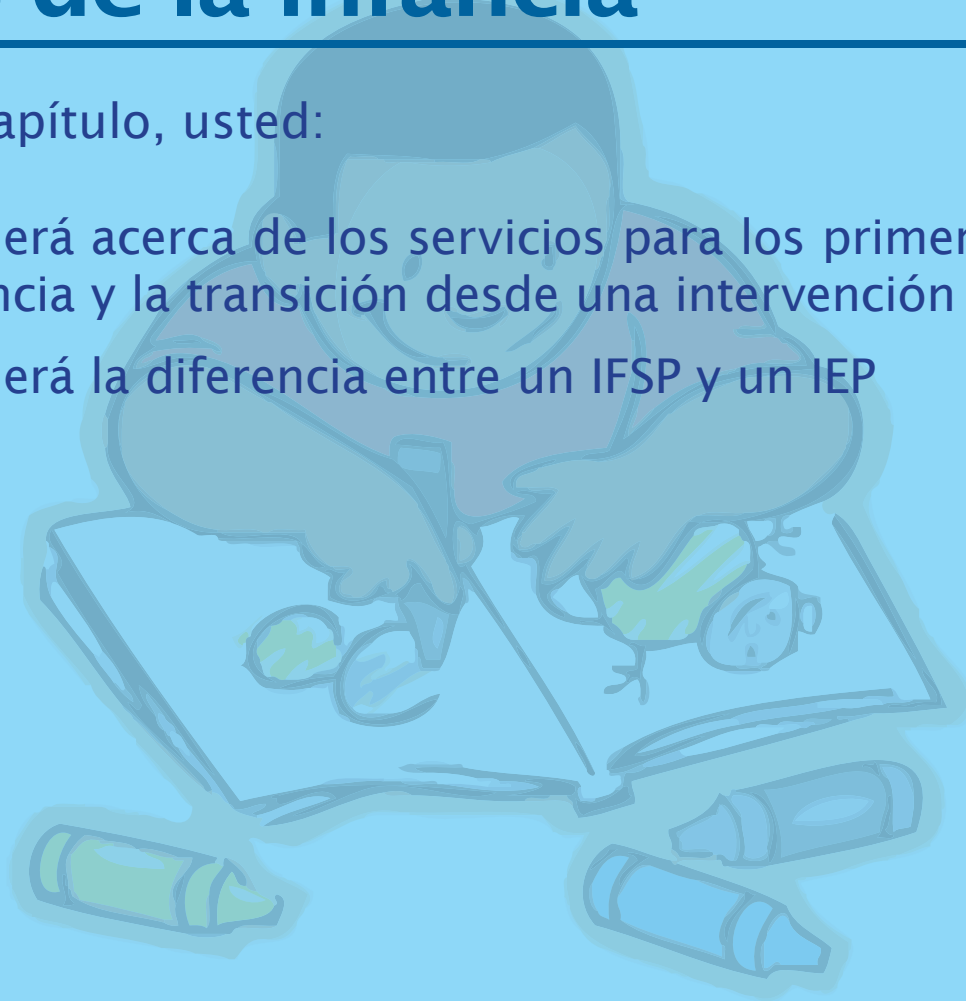 de la infancia
apítulo, usted:
erá acerca de los servicios para los primer
ncia y la transición desde una intervención
erá la diferencia entre un IFSP y un IEP